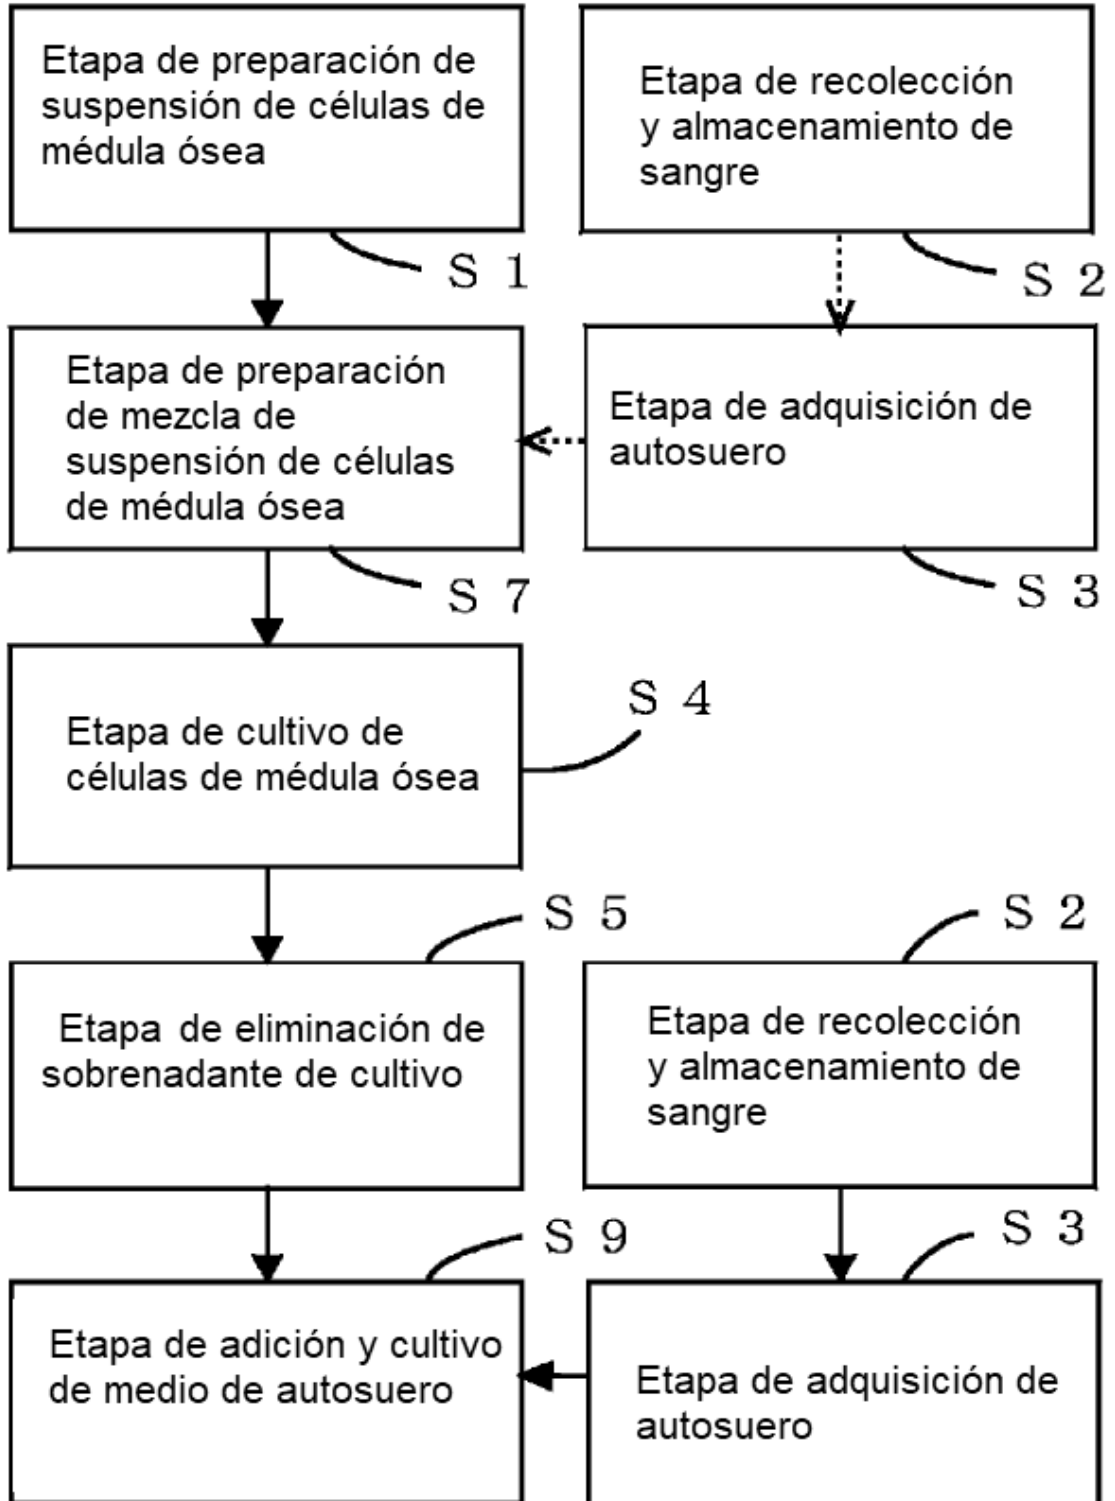 Etapa de preparación de
suspensión de células de
médula ósea
S 1
Etapa de recolección
y almacenamiento de
sangre
S 2
Etapa de preparación
de mezcla de
suspensión de células
de médula ósea
S 7
Etapa de adquisición de
autosuero
S 3
Etapa de cultivo de
células de médula ósea
S 4
Etapa de eliminación de
sobrenadante de cultivo
S 5
Etapa de recolección
y almacenamiento de
sangre
S 2
Etapa de adición y cultivo
de medio de autosuero
S 9
Etapa de adquisición de
autosuero
S 3